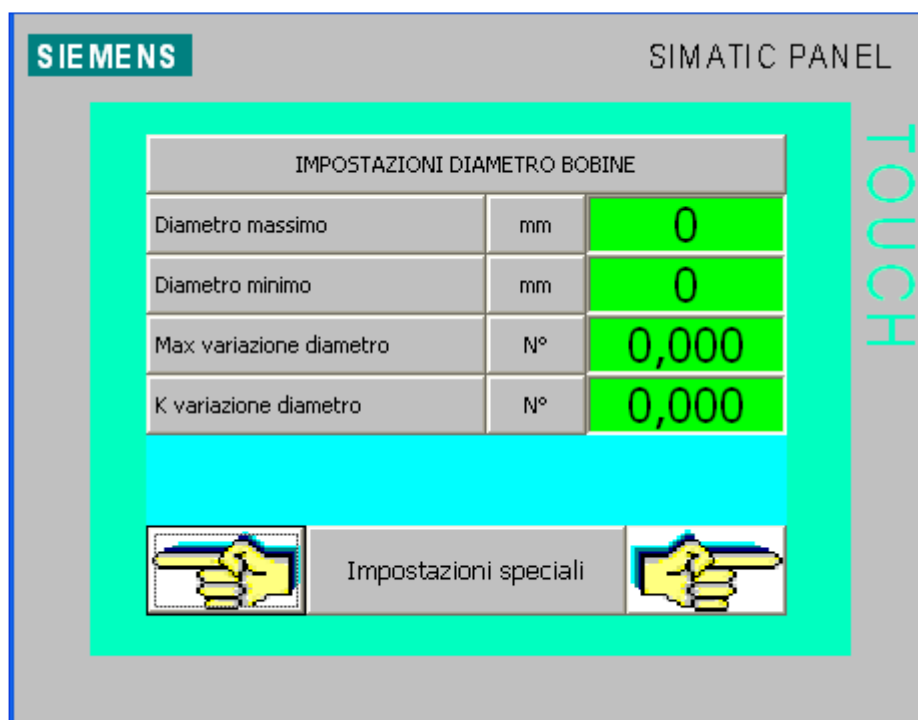 SIEMENS
SIMATIC PANEL
TOUCH
IMPOSTAZIONI DIAMETRO BOBINE
Diametro massimo mm 0
Diametro minimo mm 0
Max variazione diametro N° 0,000
K variazione diametro N° 0,000
Impostazioni speciali